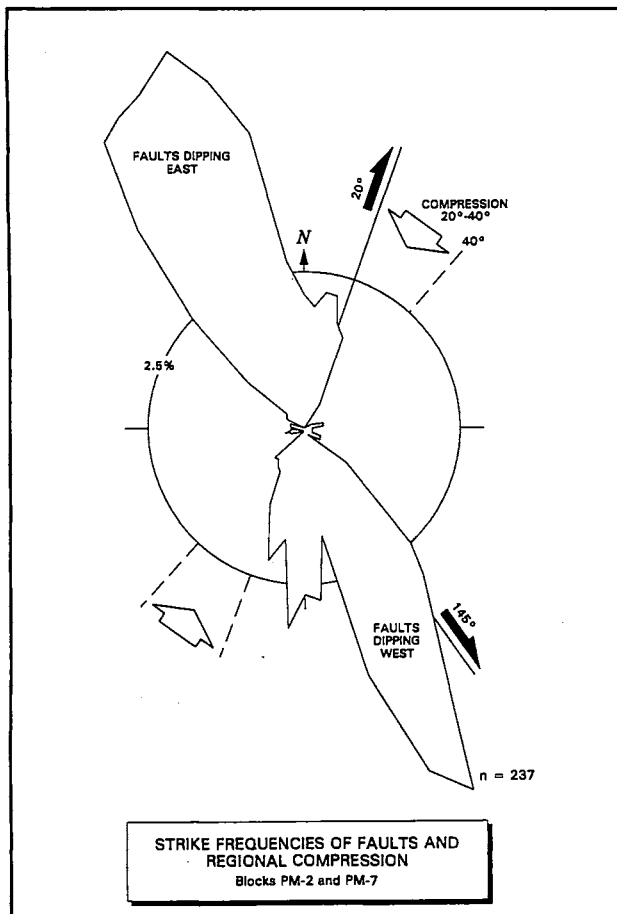 FAULTS DIPPING
EAST
20°
COMPRESSION
20°-40°
40°
N
2.5%
145°
FAULTS
DIPPING
WEST
n = 237
STRIKE FREQUENCIES OF FAULTS AND
REGIONAL COMPRESSION
Blocks PM-2 and PM-7